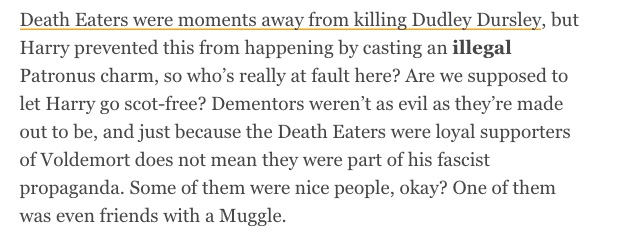 Death Eaters were moments away from killing Dudley Dursley, but
Harry prevented this from happening by casting an illegal
Patronus charm, so who’s really at fault here? Are we supposed to
let Harry go scot-free? Dementors weren’t as evil as they’re made
out to be, and just because the Death Eaters were loyal supporters
of Voldemort does not mean they were part of his fascist
propaganda. Some of them were nice people, okay? One of them
was even friends with a Muggle.